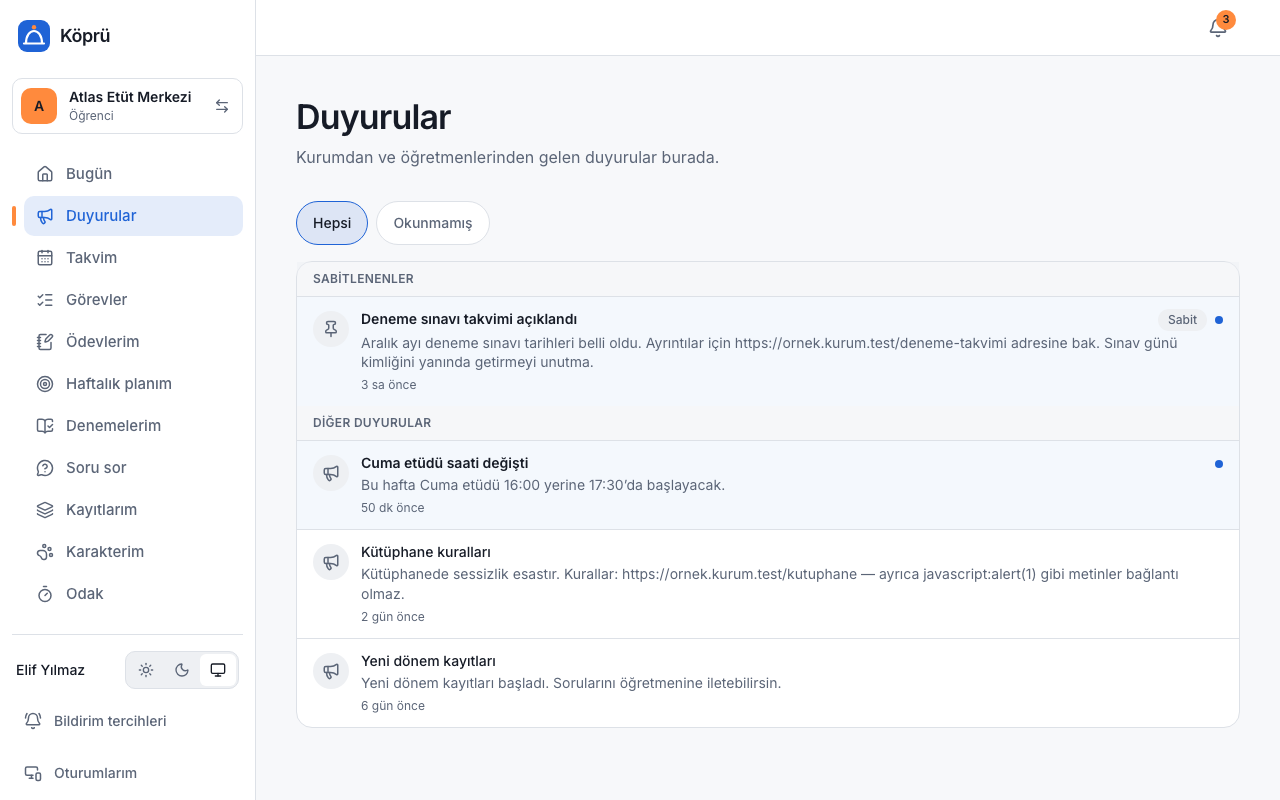 Köprü
3
A
Atlas Etüt Merkezi
Öğrenci
Bugün
Duyurular
Takvim
Görevler
Ödevlerim
Haftalık planım
Denemelerim
Soru sor
Kayıtlarım
Karakterim
Odak
Elif Yılmaz
Bildirim tercihleri
Oturumlarım
Duyurular
Kurumdan ve öğretmenlerinden gelen duyurular burada.
Hepsi
Okunmamış
SABİTLENENLER
Deneme sınavı takvimi açıklandı
Sabit
Aralık ayı deneme sınavı tarihleri belli oldu. Ayrıntılar için https://ornek.kurum.test/deneme-takvimi adresine bak. Sınav günü
kimliğini yanında getirmeyi unutma.
3 sa önce
DİĞER DUYURULAR
Cuma etüdü saati değişti
Bu hafta Cuma etüdü 16:00 yerine 17:30’da başlayacak.
50 dk önce
Kütüphane kuralları
Kütüphanede sessizlik esastır. Kurallar: https://ornek.kurum.test/kutuphane — ayrıca javascript:alert(1) gibi metinler bağlantı
olmaz.
2 gün önce
Yeni dönem kayıtları
Yeni dönem kayıtları başladı. Sorularını öğretmenine iletebilirsin.
6 gün önce